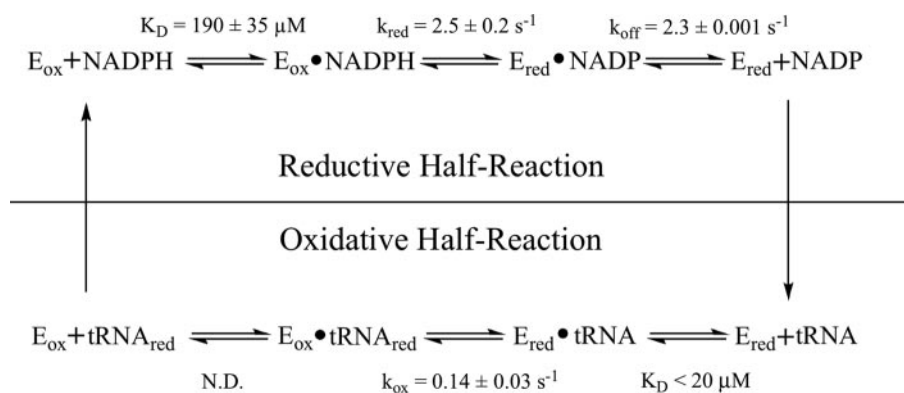 K_D = 190 ± 35 µM k_red = 2.5 ± 0.2 s⁻¹ k_off = 2.3 ± 0.001 s⁻¹
E_ox+NADPH E_ox•NADPH E_red•NADP E_red+NADP
Reductive Half-Reaction
Oxidative Half-Reaction
E_ox+tRNA_red E_ox•tRNA_red E_red•tRNA E_red+tRNA
N.D. k_ox = 0.14 ± 0.03 s⁻¹ K_D < 20 µM